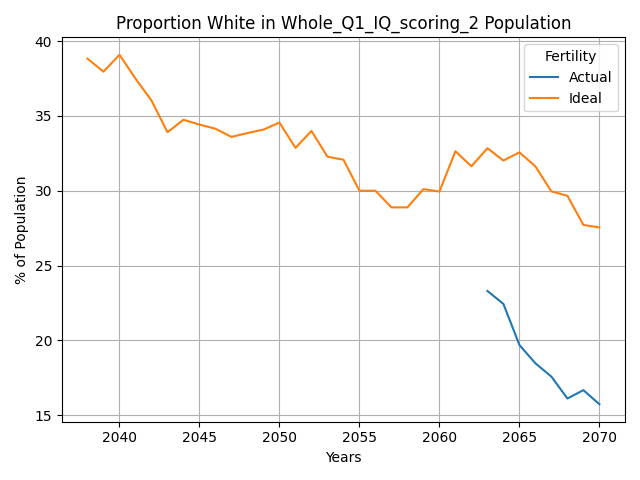 Proportion White in Whole_Q1_IQ_scoring_2 Population
% of Population
40
35
30
25
20
15
Fertility
Actual
Ideal
2040 2045 2050 2055 2060 2065 2070
Years